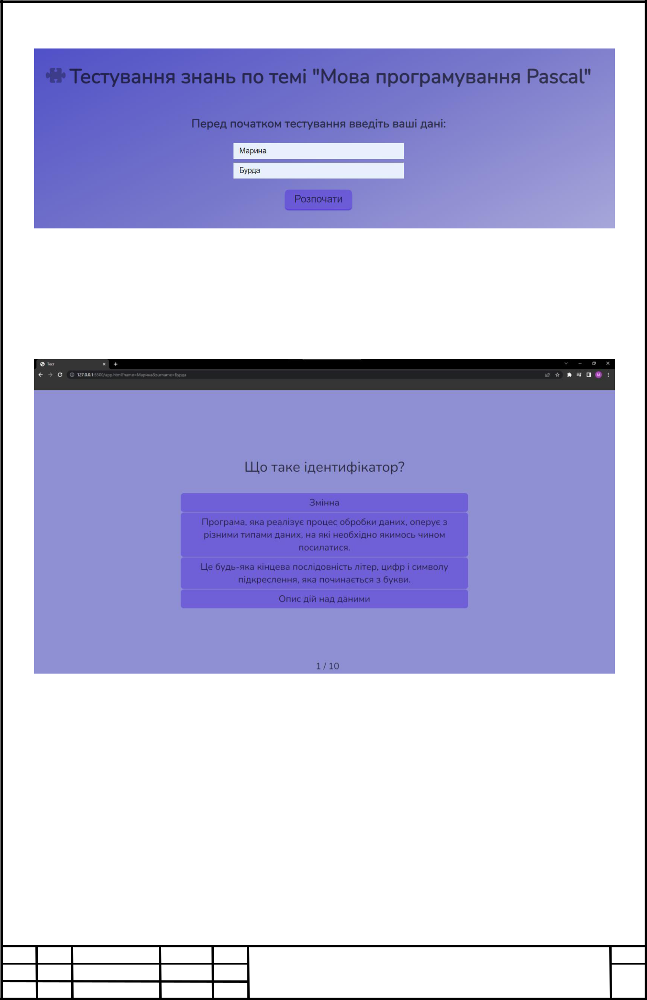 Тестування знань по темі "Мова програмування Pascal"
Перед початком тестування введіть ваші дані:
Марина
Бурда
Розпочати
Тест
127.0.0.1:5500/app.html?name=Марина&surname=Бурда
M
Що таке ідентифікатор?
Змінна
Програма, яка реалізує процес обробки даних, оперує з
різними типами даних, на які необхідно якимось чином
посилатися.
Це будь-яка кінцева послідовність літер, цифр і символу
підкреслення, яка починається з букви.
Опис дій над даними
1 / 10